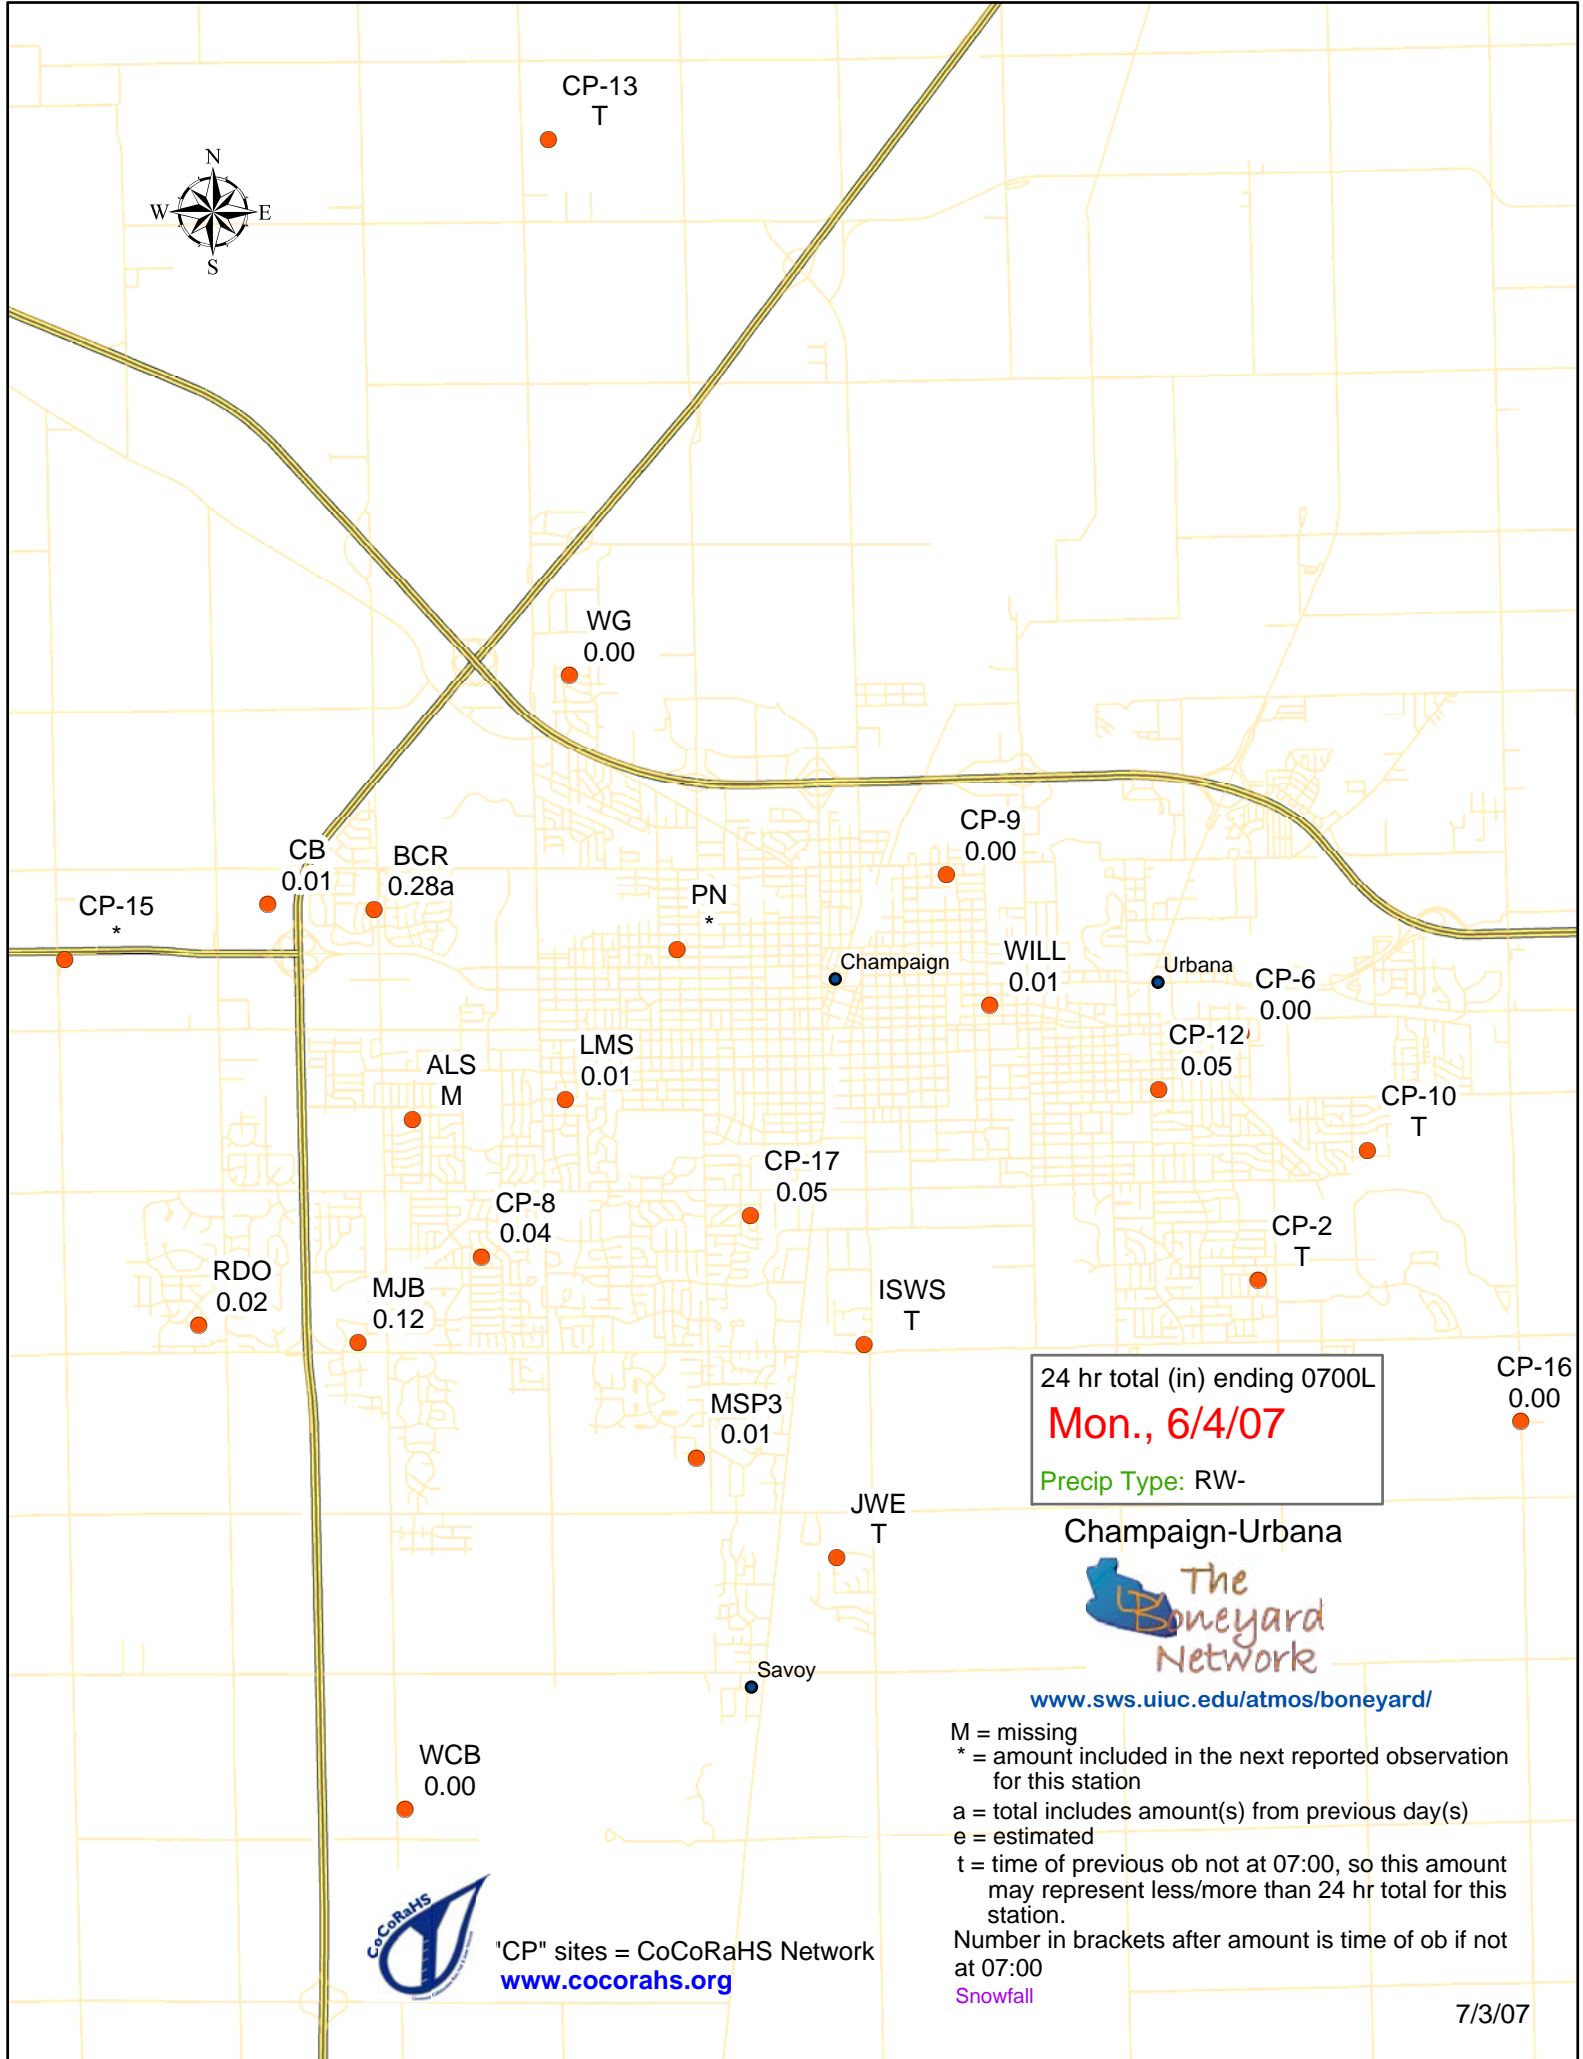 CP-13
T
N
W
E
S
WG
0.00
CP-9
0.00
CB
0.01
BCR
0.28a
CP-15
*
PN
*
Champaign
WILL
0.01
Urbana
CP-6
0.00
CP-12
0.05
LMS
0.01
ALS
M
CP-10
T
CP-17
0.05
CP-8
0.04
CP-2
T
RDO
0.02
MJB
0.12
ISWS
T
CP-16
0.00
MSP3
0.01
JWE
T
24 hr total (in) ending 0700L
Mon., 6/4/07
Precip Type: RW-
Champaign-Urbana
The
Boneyard
Network
www.sws.uiuc.edu/atmos/boneyard/
Savoy
WCB
0.00
M = missing
* = amount included in the next reported observation
for this station
a = total includes amount(s) from previous day(s)
e = estimated
t = time of previous ob not at 07:00, so this amount
may represent less/more than 24 hr total for this
station.
Number in brackets after amount is time of ob if not
at 07:00
Snowfall
CoCoRaHS
"CP" sites = CoCoRaHS Network
www.cocorahs.org
7/3/07